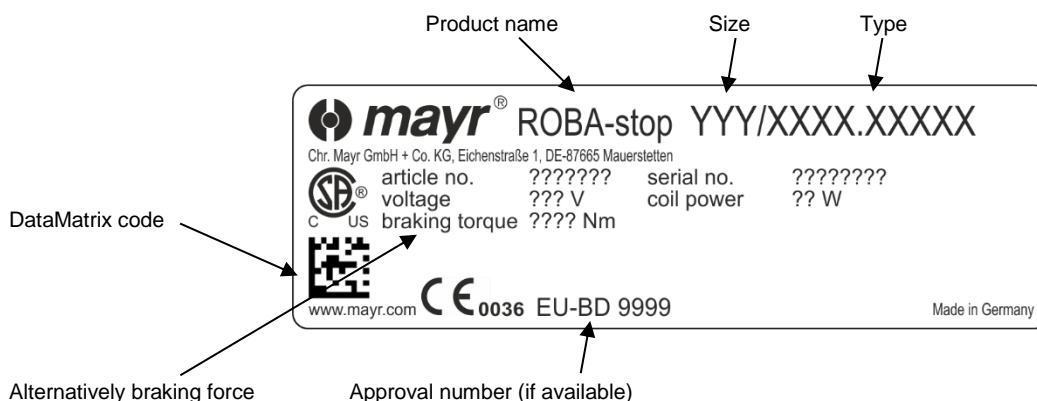 Product name Size Type
mayr® ROBA-stop YYY/XXXX.XXXXX
Chr. Mayr GmbH + Co. KG, Eichenstraße 1, DE-87665 Mauerstetten
CSA® article no. ??????? serial no. ????????
voltage ??? V coil power ?? W
C US braking torque ???? Nm
DataMatrix code
www.mayr.com CE 0036 EU-BD 9999 Made in Germany
Alternatively braking force Approval number (if available)